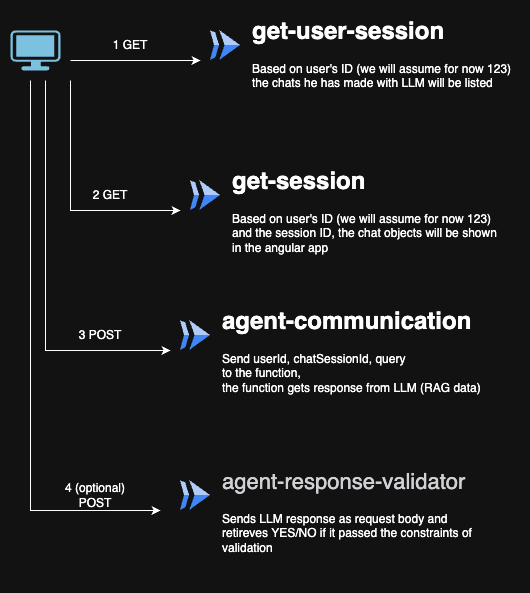 1 GET
get-user-session
Based on user's ID (we will assume for now 123)
the chats he has made with LLM will be listed
2 GET
get-session
Based on user's ID (we will assume for now 123)
and the session ID, the chat objects will be shown
in the angular app
3 POST
agent-communication
Send userId, chatSessionId, query
to the function,
the function gets response from LLM (RAG data)
4 (optional)
POST
agent-response-validator
Sends LLM response as request body and
retireves YES/NO if it passed the constraints of
validation